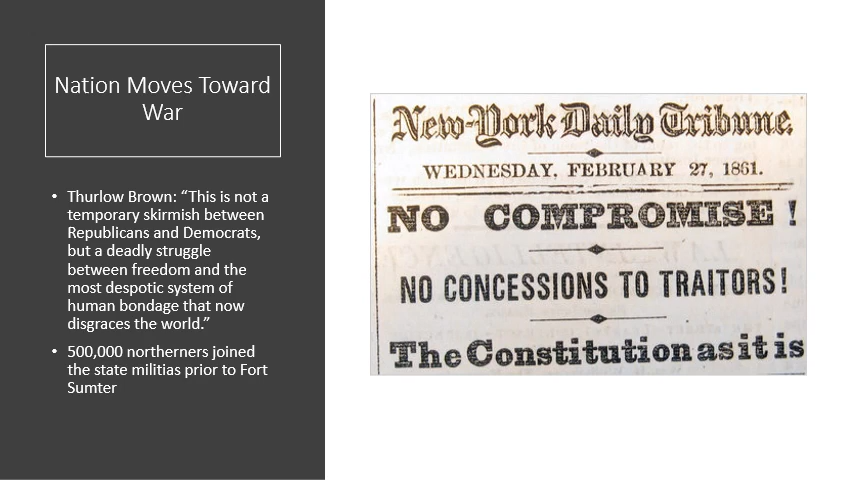 Nation Moves Toward
War
• Thurlow Brown: “This is not a
temporary skirmish between
Republicans and Democrats,
but a deadly struggle
between freedom and the
most despotic system of
human bondage that now
disgraces the world.”
• 500,000 northerners joined
the state militias prior to Fort
Sumter
New-York Daily Tribune.
WEDNESDAY, FEBRUARY 27, 1861.
NO COMPROMISE!
NO CONCESSIONS TO TRAITORS!
The Constitution as it is